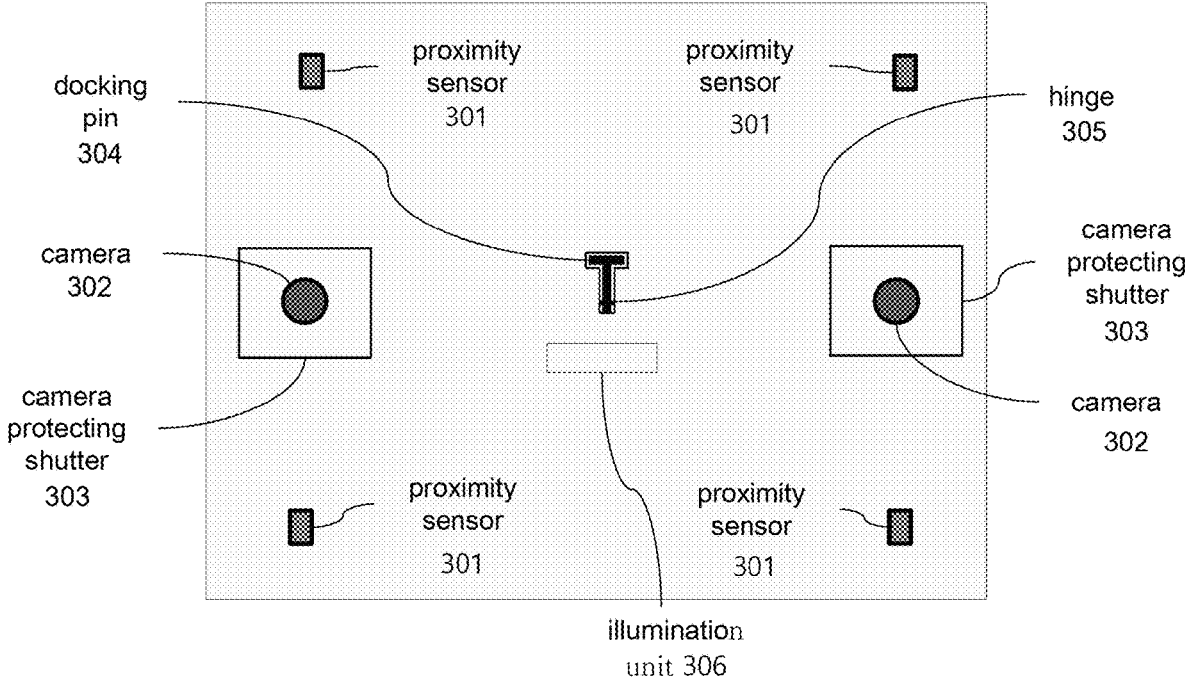 proximity
sensor
301
proximity
sensor
301
docking
pin
304
hinge
305
camera
302
camera
protecting
shutter
303
camera
protecting
shutter
303
camera
302
proximity
sensor
301
proximity
sensor
301
illumination
unit 306